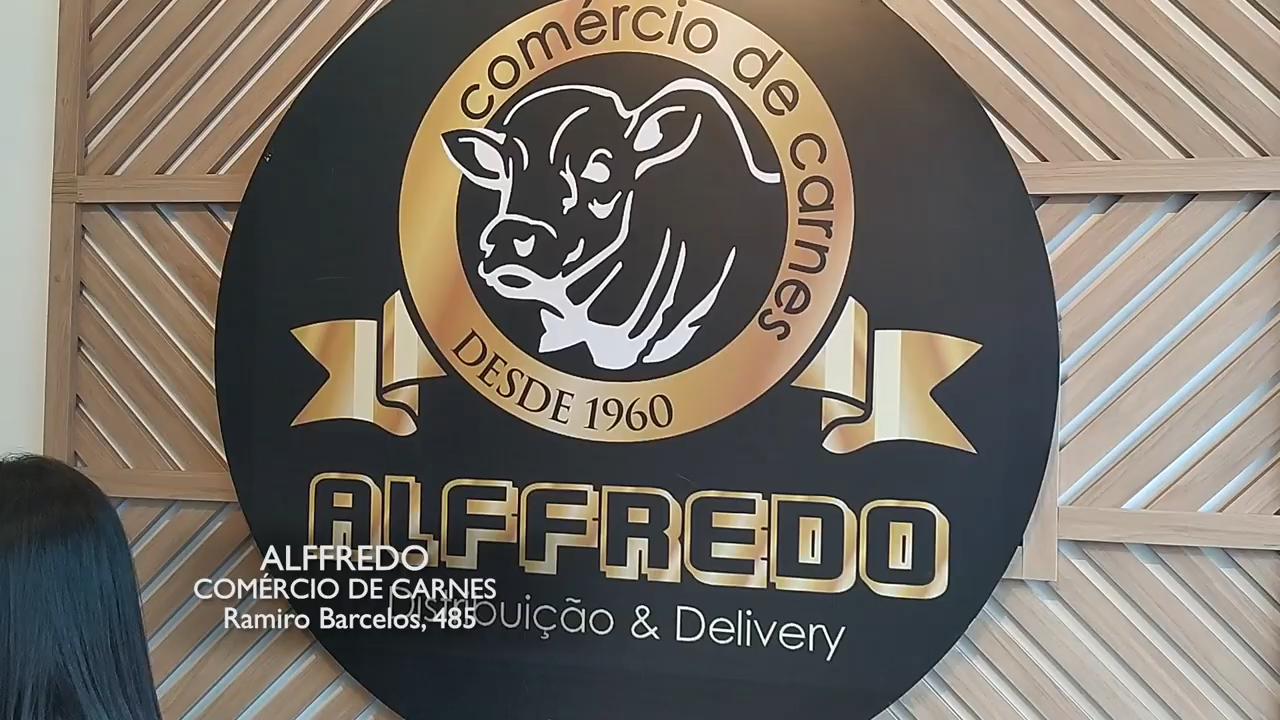 comércio de carnes
DESDE 1960
ALFFREDO
Distribuição & Delivery
ALFFREDO
COMÉRCIO DE CARNES
Ramiro Barcelos, 485